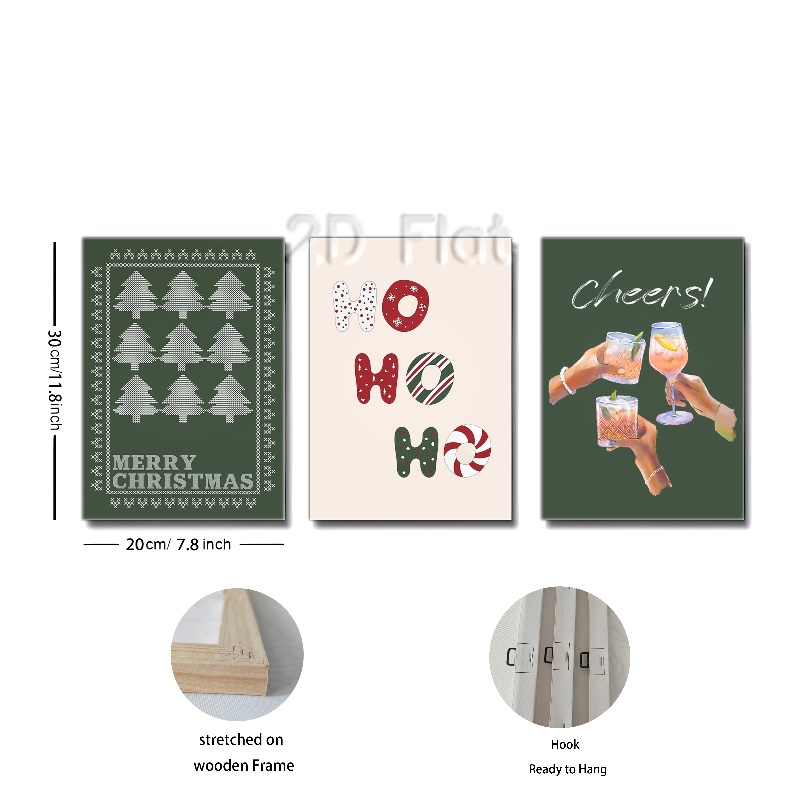 2.D Flat
MERRY
CHRISTMAS
HO
HO
HO
Cheers!
30cm/11.8inch
20cm/ 7.8 inch
stretched on
wooden Frame
Hook
Ready to Hang